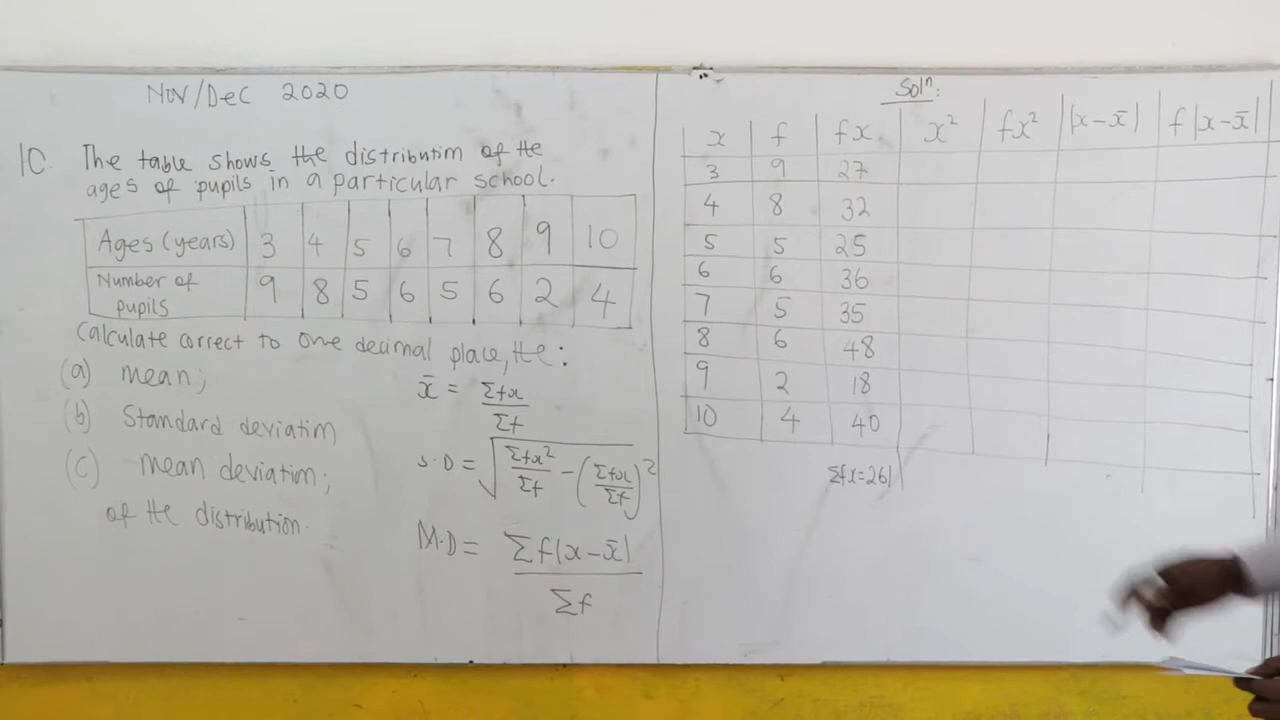 Nov/Dec 2020
10. The table shows the distributim of the
ages of pupils in a particular school.
Ages (years) 3 4 5 6 7 8 9 10
Number of pupils 9 8 5 6 5 6 2 4
Calculate correct to one decimal place, the:
(a) mean;
x̄ = Σfx/Σf
(b) Standard deviatim
S.D = √(Σfx²/Σf − (Σfx/Σf)²)
(c) mean deviatim;
of the distribution.
M.D = Σf|x−x̄|/Σf
Solⁿ:
x f fx x² fx² |x−x̄| f|x−x̄|
3 9 27
4 8 32
5 5 25
6 6 36
7 5 35
8 6 48
9 2 18
10 4 40
Σfx=261